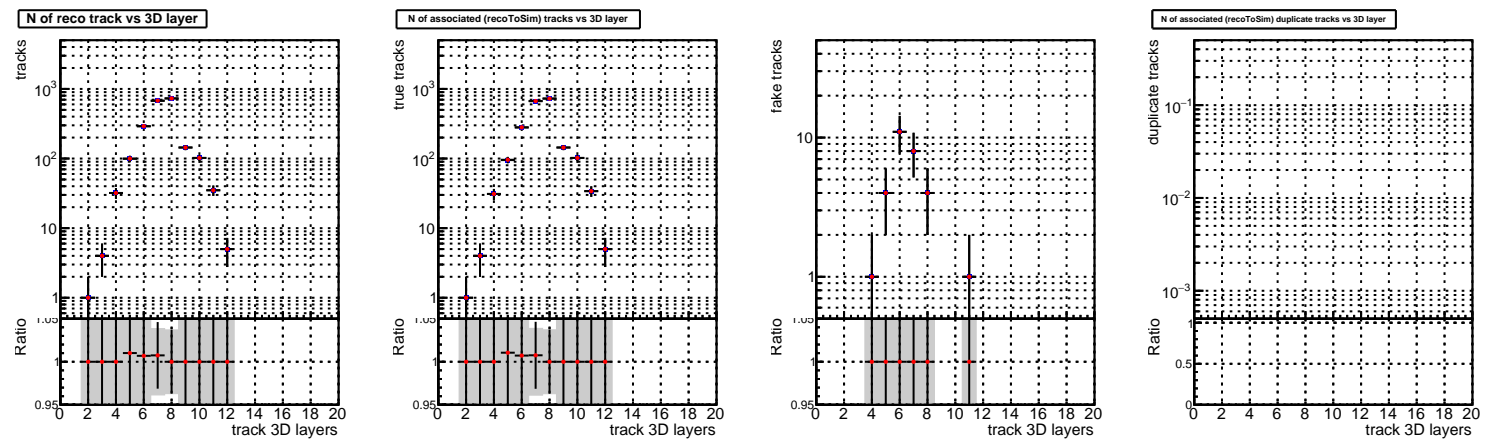 N of reco track vs 3D layer
tracks
10³
10²
10
1
Ratio
1.05
1
0.95
0 2 4 6 8 10 12 14 16 18 20
track 3D layers
N of associated (recoToSim) tracks vs 3D layer
true tracks
10³
10²
10
1
Ratio
1.05
1
0.95
0 2 4 6 8 10 12 14 16 18 20
track 3D layers
fake tracks
10
1
Ratio
1.05
1
0.95
0 2 4 6 8 10 12 14 16 18 20
track 3D layers
N of associated (recoToSim) duplicate tracks vs 3D layer
duplicate tracks
10⁻¹
10⁻²
10⁻³
Ratio
1
0.5
0
0 2 4 6 8 10 12 14 16 18 20
track 3D layers